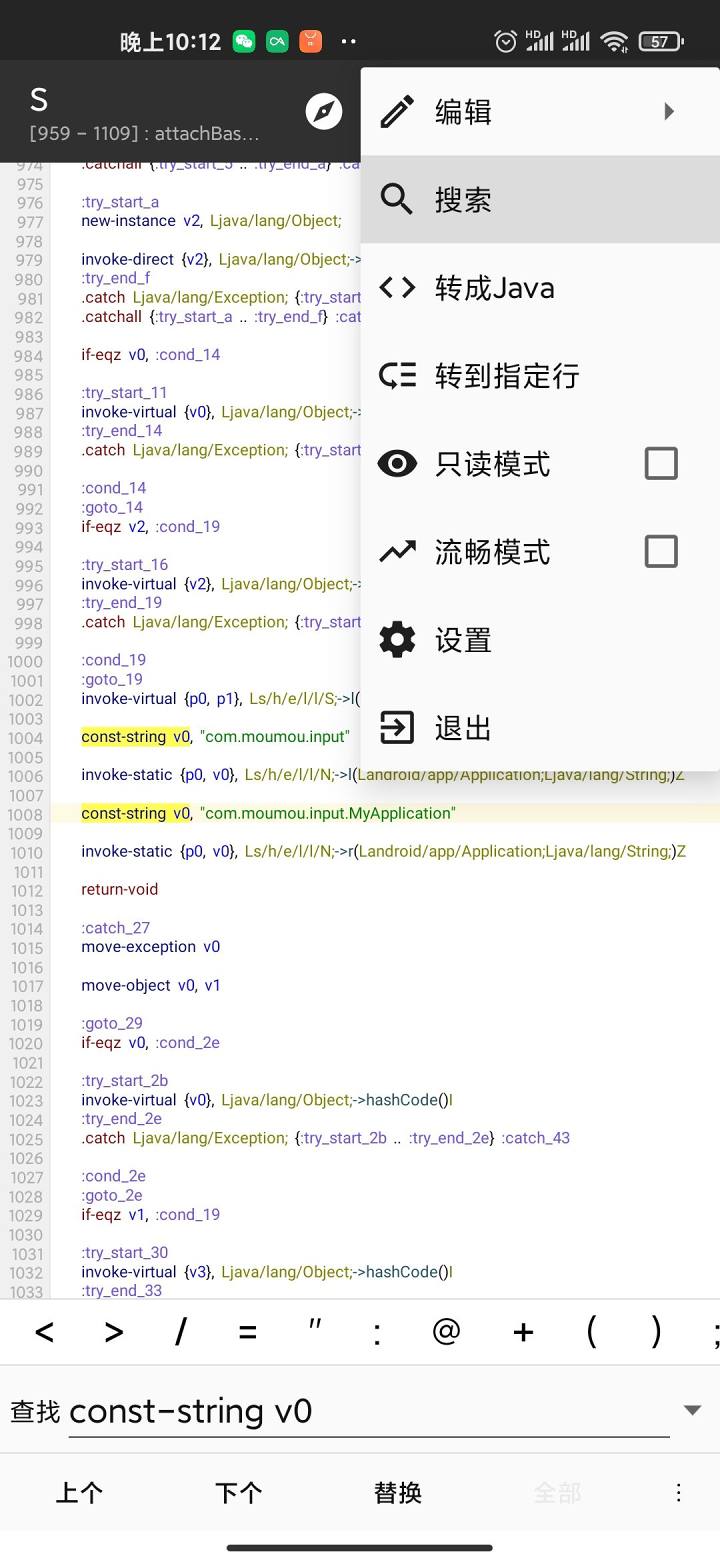 晚上10:12
HD HD 57
S
[959 - 1109] : attachBas...
编辑
搜索
转成Java
转到指定行
只读模式
流畅模式
设置
退出
974 .catchall {:try_start_5 .. :try_end_a} :ca
975
976 :try_start_a
977 new-instance v2, Ljava/lang/Object;
978
979 invoke-direct {v2}, Ljava/lang/Object;->
980 :try_end_f
981 .catch Ljava/lang/Exception; {:try_start
982 .catchall {:try_start_a .. :try_end_f} :cat
983
984 if-eqz v0, :cond_14
985
986 :try_start_11
987 invoke-virtual {v0}, Ljava/lang/Object;->
988 :try_end_14
989 .catch Ljava/lang/Exception; {:try_start
990
991 :cond_14
992 :goto_14
993 if-eqz v2, :cond_19
994
995 :try_start_16
996 invoke-virtual {v2}, Ljava/lang/Object;->
997 :try_end_19
998 .catch Ljava/lang/Exception; {:try_start
999
1000 :cond_19
1001 :goto_19
1002 invoke-virtual {p0, p1}, Ls/h/e/l/l/S;->l(
1003
1004 const-string v0, "com.moumou.input"
1005
1006 invoke-static {p0, v0}, Ls/h/e/l/l/N;->l(Landroid/app/Application;Ljava/lang/String;)Z
1007
1008 const-string v0, "com.moumou.input.MyApplication"
1009
1010 invoke-static {p0, v0}, Ls/h/e/l/l/N;->r(Landroid/app/Application;Ljava/lang/String;)Z
1011
1012 return-void
1013
1014 :catch_27
1015 move-exception v0
1016
1017 move-object v0, v1
1018
1019 :goto_29
1020 if-eqz v0, :cond_2e
1021
1022 :try_start_2b
1023 invoke-virtual {v0}, Ljava/lang/Object;->hashCode()I
1024 :try_end_2e
1025 .catch Ljava/lang/Exception; {:try_start_2b .. :try_end_2e} :catch_43
1026
1027 :cond_2e
1028 :goto_2e
1029 if-eqz v1, :cond_19
1030
1031 :try_start_30
1032 invoke-virtual {v3}, Ljava/lang/Object;->hashCode()I
1033 :try_end_33
< > / = " : @ + ( ) ;
查找 const-string v0
上个 下个 替换 全部